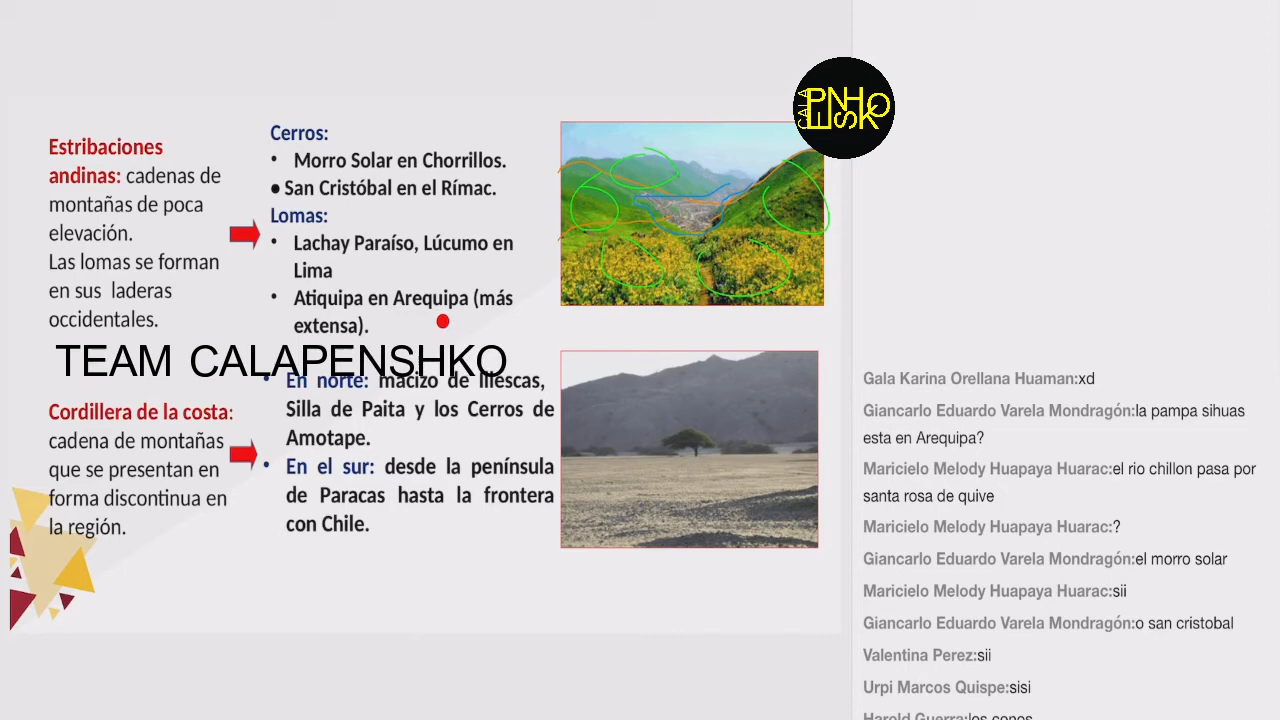 Estribaciones
andinas: cadenas de
montañas de poca
elevación.
Las lomas se forman
en sus laderas
occidentales.
Cerros:
• Morro Solar en Chorrillos.
• San Cristóbal en el Rímac.
Lomas:
• Lachay Paraíso, Lúcumo en
Lima
• Atiquipa en Arequipa (más
extensa).
TEAM CALAPENSHKO
Cordillera de la costa:
cadena de montañas
que se presentan en
forma discontinua en
la región.
• En norte: macizo de Illescas,
Silla de Paita y los Cerros de
Amotape.
• En el sur: desde la península
de Paracas hasta la frontera
con Chile.
CALA PENSHKO
Gala Karina Orellana Huaman:xd
Giancarlo Eduardo Varela Mondragón:la pampa sihuas
esta en Arequipa?
Maricielo Melody Huapaya Huarac:el rio chillon pasa por
santa rosa de quive
Maricielo Melody Huapaya Huarac:?
Giancarlo Eduardo Varela Mondragón:el morro solar
Maricielo Melody Huapaya Huarac:sii
Giancarlo Eduardo Varela Mondragón:o san cristobal
Valentina Perez:sii
Urpi Marcos Quispe:sisi
Harold Guerra:los conos